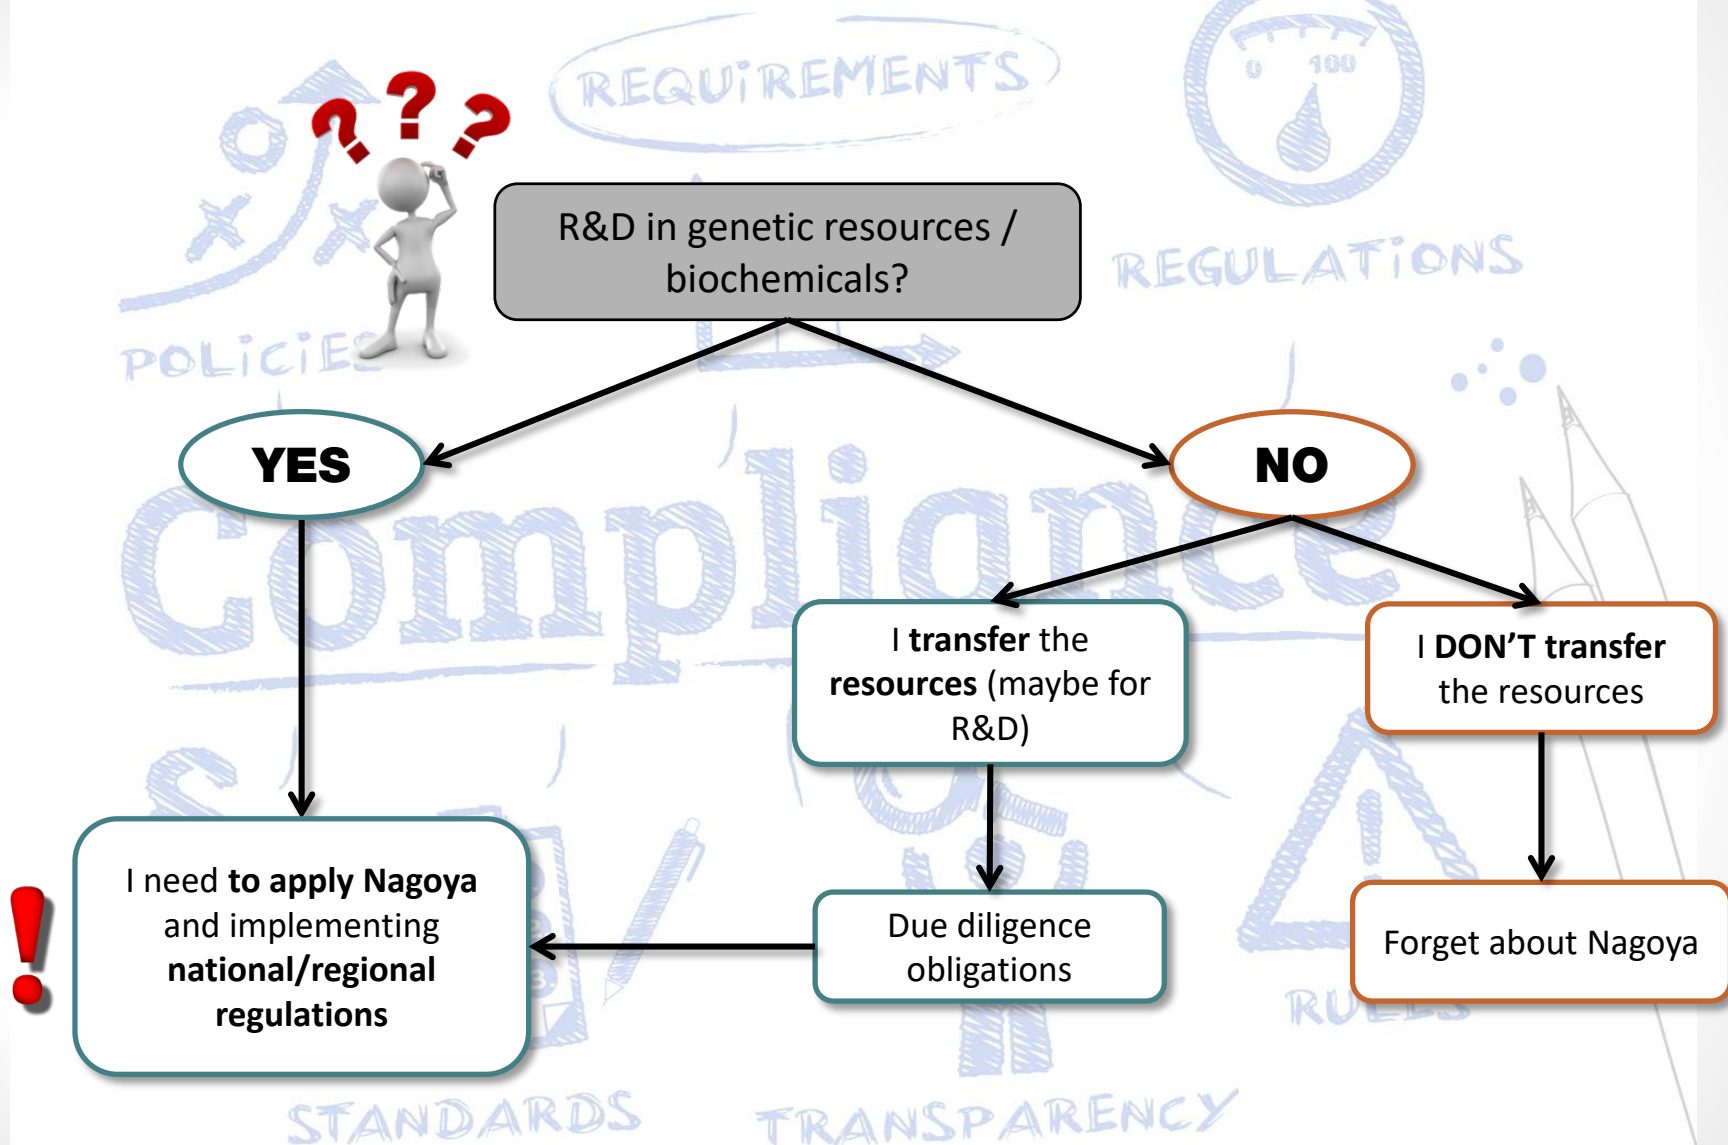 REQUiREMENTS
0 100
R&D in genetic resources /
biochemicals?
REGULATiONS
POLiCiES
YES
NO
Compliance
I transfer the
resources (maybe for
R&D)
I DON’T transfer
the resources
I need to apply Nagoya
and implementing
national/regional
regulations
Due diligence
obligations
Forget about Nagoya
3
RULES
STANDARDS
TRANSPARENCY